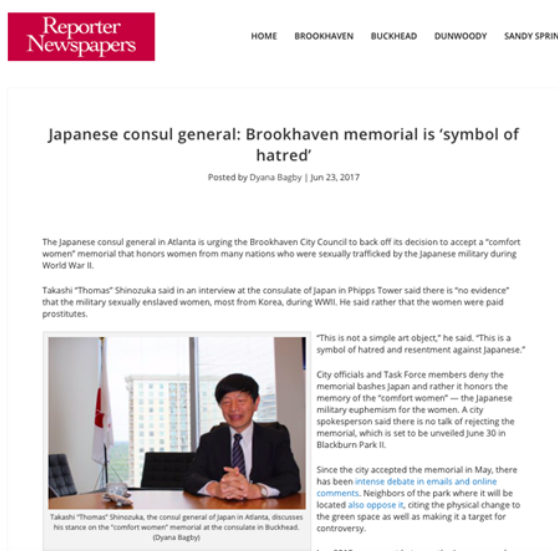 Reporter
Newspapers
HOME BROOKHAVEN BUCKHEAD DUNWOODY SANDY SPRIN
Japanese consul general: Brookhaven memorial is ‘symbol of
hatred’
Posted by Dyana Bagby | Jun 23, 2017
The Japanese consul general in Atlanta is urging the Brookhaven City Council to back off its decision to accept a “comfort
women” memorial that honors women from many nations who were sexually trafficked by the Japanese military during
World War II.
Takashi “Thomas” Shinozuka said in an interview at the consulate of Japan in Phipps Tower said there is “no evidence”
that the military sexually enslaved women, most from Korea, during WWII. He said rather that the women were paid
prostitutes.
“This is not a simple art object,” he said. “This is a
symbol of hatred and resentment against Japanese.”
City officials and Task Force members deny the
memorial bashes Japan and rather it honors the
memory of the “comfort women” — the Japanese
military euphemism for the women. A city
spokesperson said there is no talk of rejecting the
memorial, which is set to be unveiled June 30 in
Blackburn Park II.
Since the city accepted the memorial in May, there
has been intense debate in emails and online
comments. Neighbors of the park where it will be
located also oppose it, citing the physical change to
the green space as well as making it a target for
controversy.
Takashi “Thomas” Shinozuka, the consul general of Japan in Atlanta, discusses
his stance on the “comfort women” memorial at the consulate in Buckhead.
(Dyana Bagby)